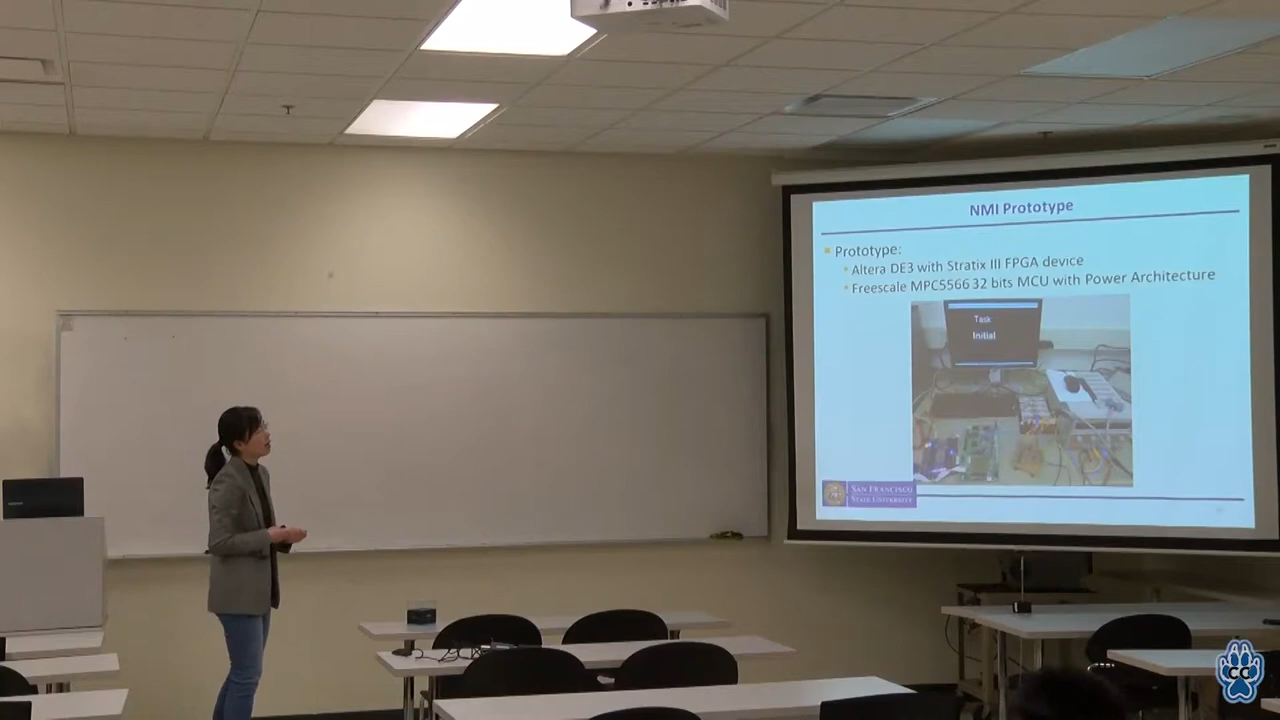 NMI Prototype
Prototype:
Altera DE3 with Stratix III FPGA device
Freescale MPC5566 32 bits MCU with Power Architecture
Task
Initial
SAN FRANCISCO
STATE UNIVERSITY
CC